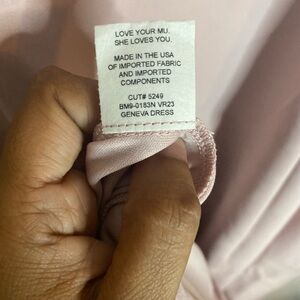 LOVE YOUR MU.
SHE LOVES YOU.
MADE IN THE USA
OF IMPORTED FABRIC
AND IMPORTED
COMPONENTS
CUT# 5249
BM9-0183N VR23
GENEVA DRESS